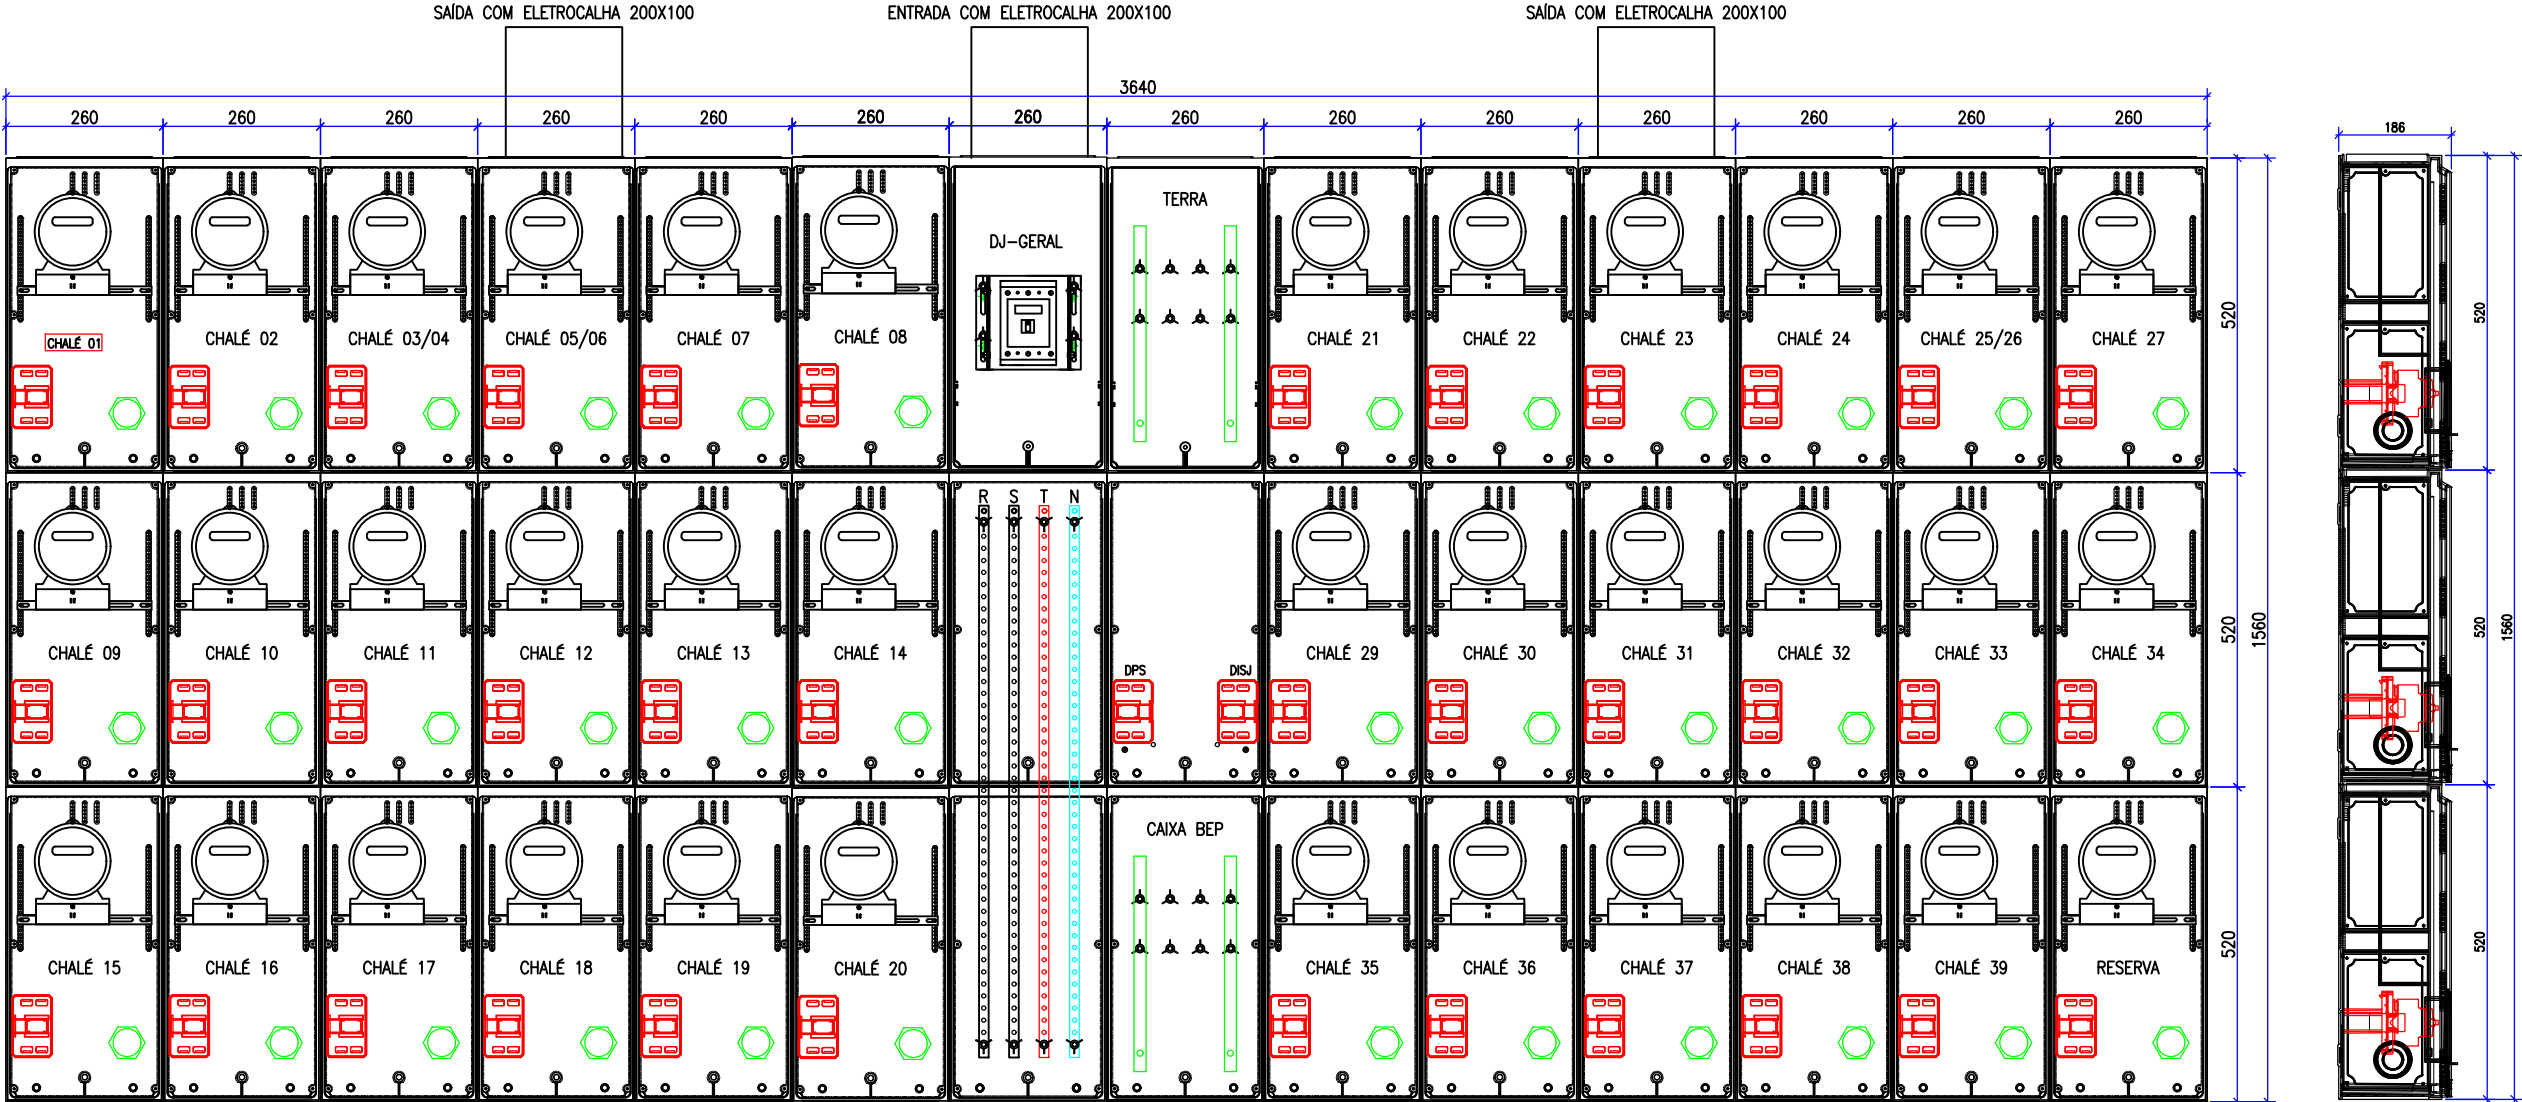 SAÍDA COM ELETROCALHA 200X100 ENTRADA COM ELETROCALHA 200X100 SAÍDA COM ELETROCALHA 200X100
3640
260 260 260 260 260 260 260 260 260 260 260 260 260 260
186
TERRA
DJ-GERAL
CHALÉ 01 CHALÉ 02 CHALÉ 03/04 CHALÉ 05/06 CHALÉ 07 CHALÉ 08 CHALÉ 21 CHALÉ 22 CHALÉ 23 CHALÉ 24 CHALÉ 25/26 CHALÉ 27
520 520
R S T N
CHALÉ 09 CHALÉ 10 CHALÉ 11 CHALÉ 12 CHALÉ 13 CHALÉ 14 CHALÉ 29 CHALÉ 30 CHALÉ 31 CHALÉ 32 CHALÉ 33 CHALÉ 34
DPS DISJ
520 1560 520 1560
CAIXA BEP
CHALÉ 15 CHALÉ 16 CHALÉ 17 CHALÉ 18 CHALÉ 19 CHALÉ 20 CHALÉ 35 CHALÉ 36 CHALÉ 37 CHALÉ 38 CHALÉ 39 RESERVA
520 520